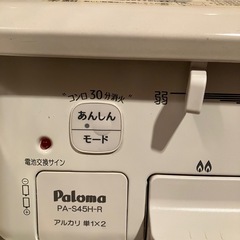 コンロ30分消火
あんしん
モード
電池交換サイン
Paloma
PA-S45H-R
アルカリ 単1×2